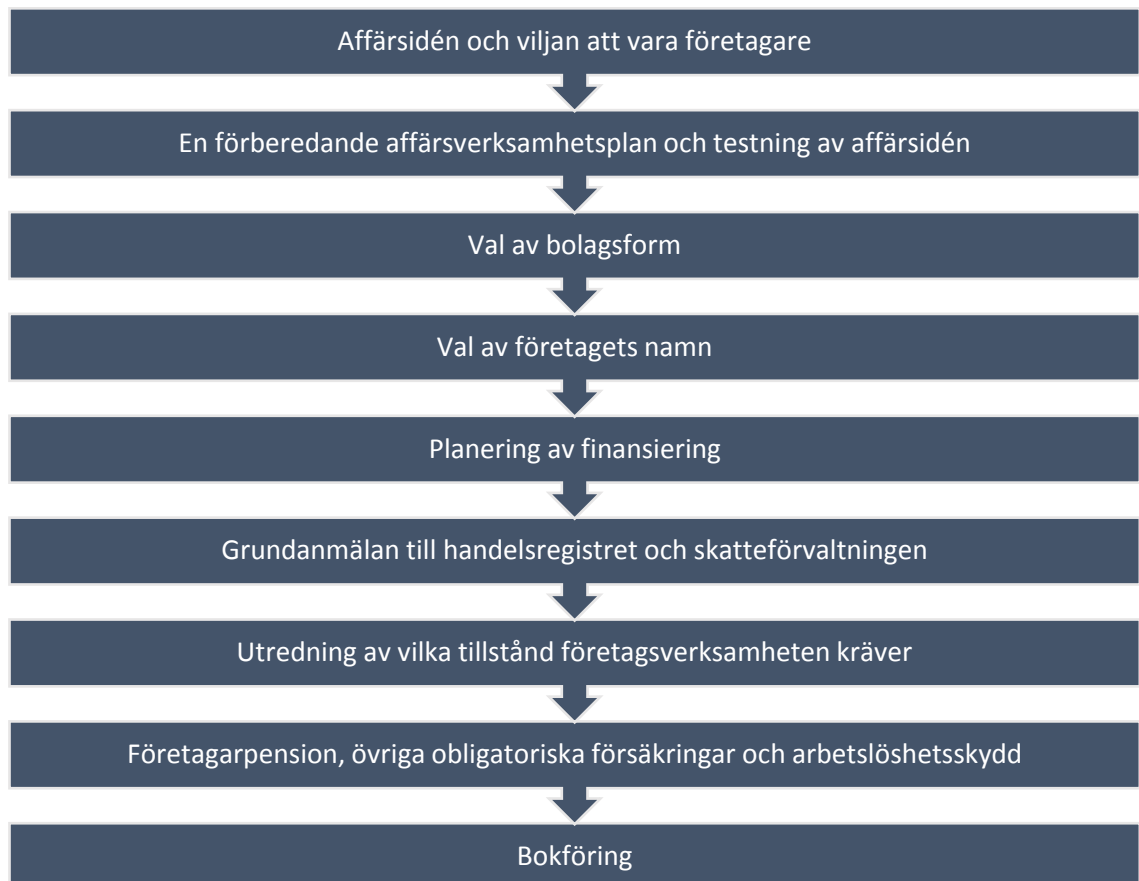 Affärsidén och viljan att vara företagare
En förberedande affärsverksamhetsplan och testning av affärsidén
Val av bolagsform
Val av företagets namn
Planering av finansiering
Grundanmälan till handelsregistret och skatteförvaltningen
Utredning av vilka tillstånd företagsverksamheten kräver
Företagarpension, övriga obligatoriska försäkringar och arbetslöshetsskydd
Bokföring